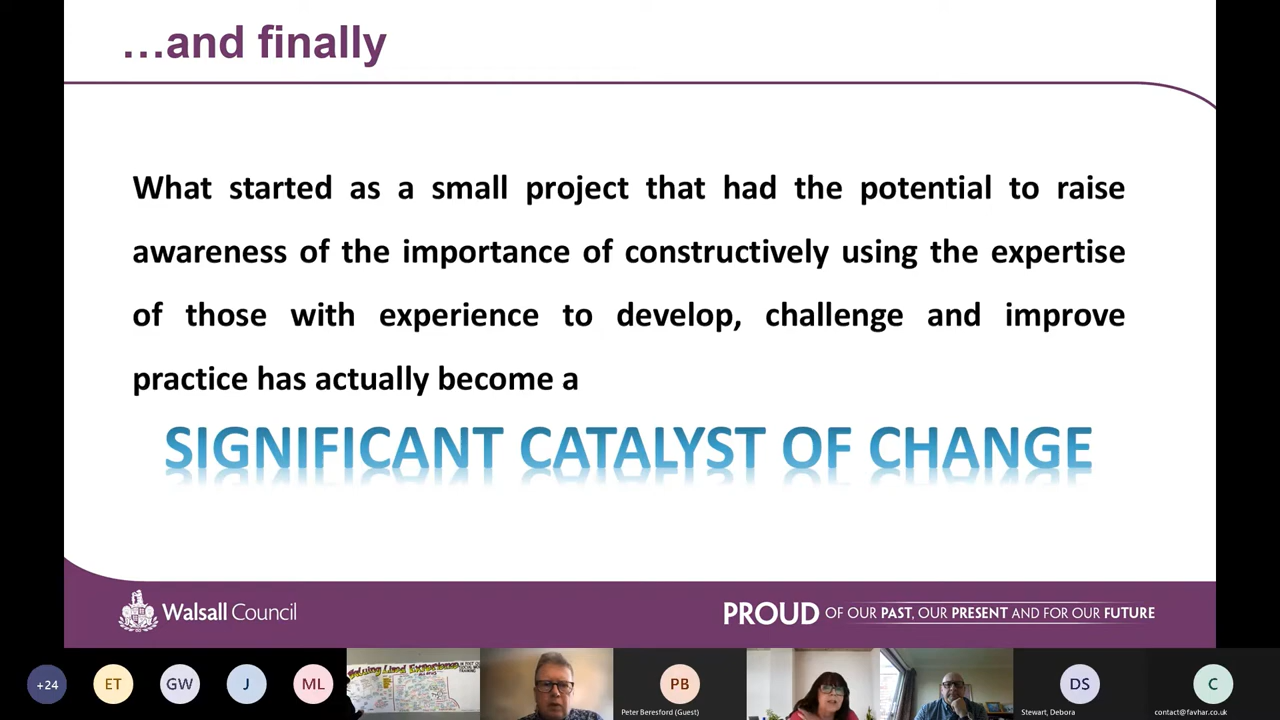 ...and finally
What started as a small project that had the potential to raise
awareness of the importance of constructively using the expertise
of those with experience to develop, challenge and improve
practice has actually become a
SIGNIFICANT CATALYST OF CHANGE
Walsall Council
PROUD OF OUR PAST, OUR PRESENT AND FOR OUR FUTURE
+24
ET
GW
J
ML
Valuing Lived Experience
PB
Peter Beresford (Guest)
DS
Stewart, Debora
C
contact@favhar.co.uk